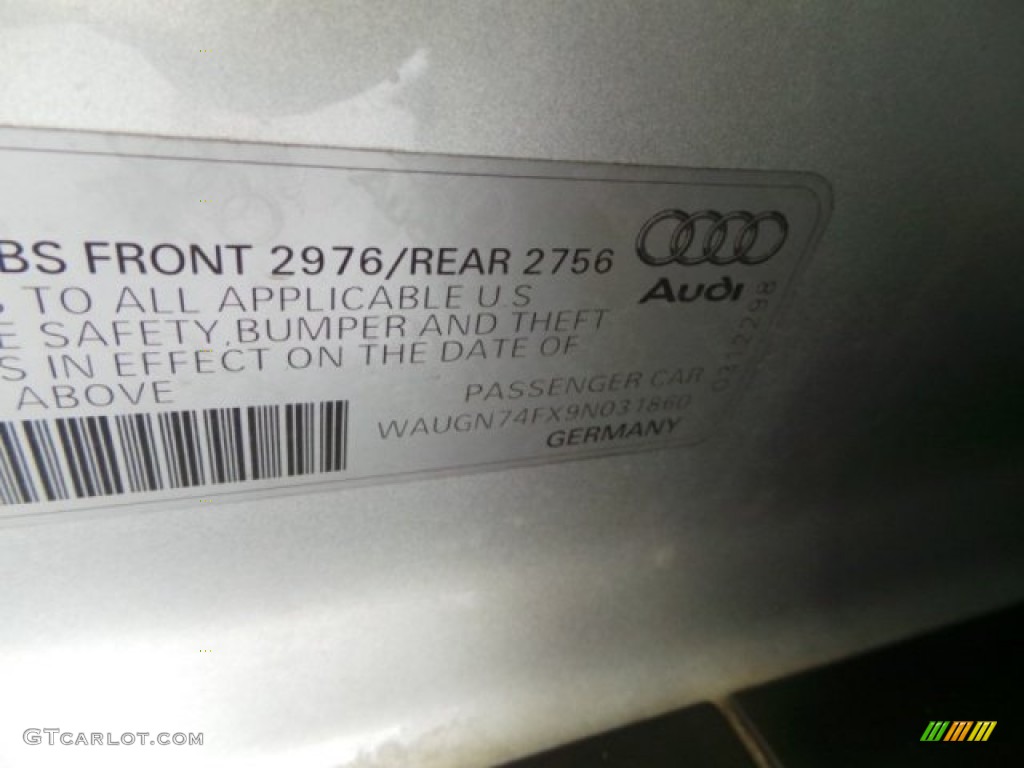 BS FRONT 2976/REAR 2756
TO ALL APPLICABLE U.S
E SAFETY, BUMPER AND THEFT
S IN EFFECT ON THE DATE OF
ABOVE
Audi
PASSENGER CAR
WAUGN74FX9N031860
GERMANY
GTCARLOT.COM